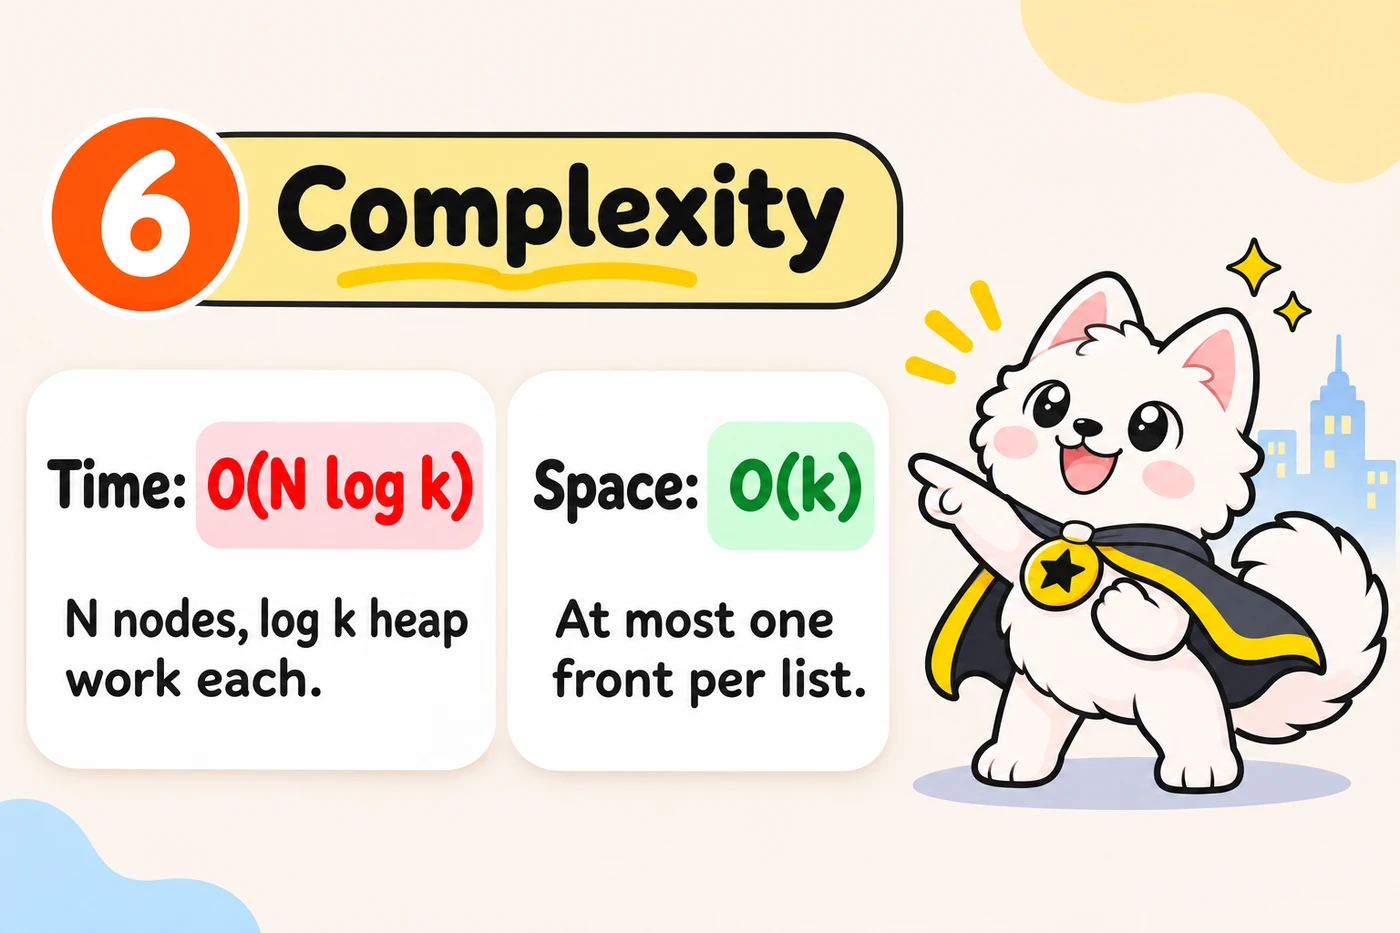 6
Complexity
Time: O(N log k)
N nodes, log k heap
work each.
Space: O(k)
At most one
front per list.